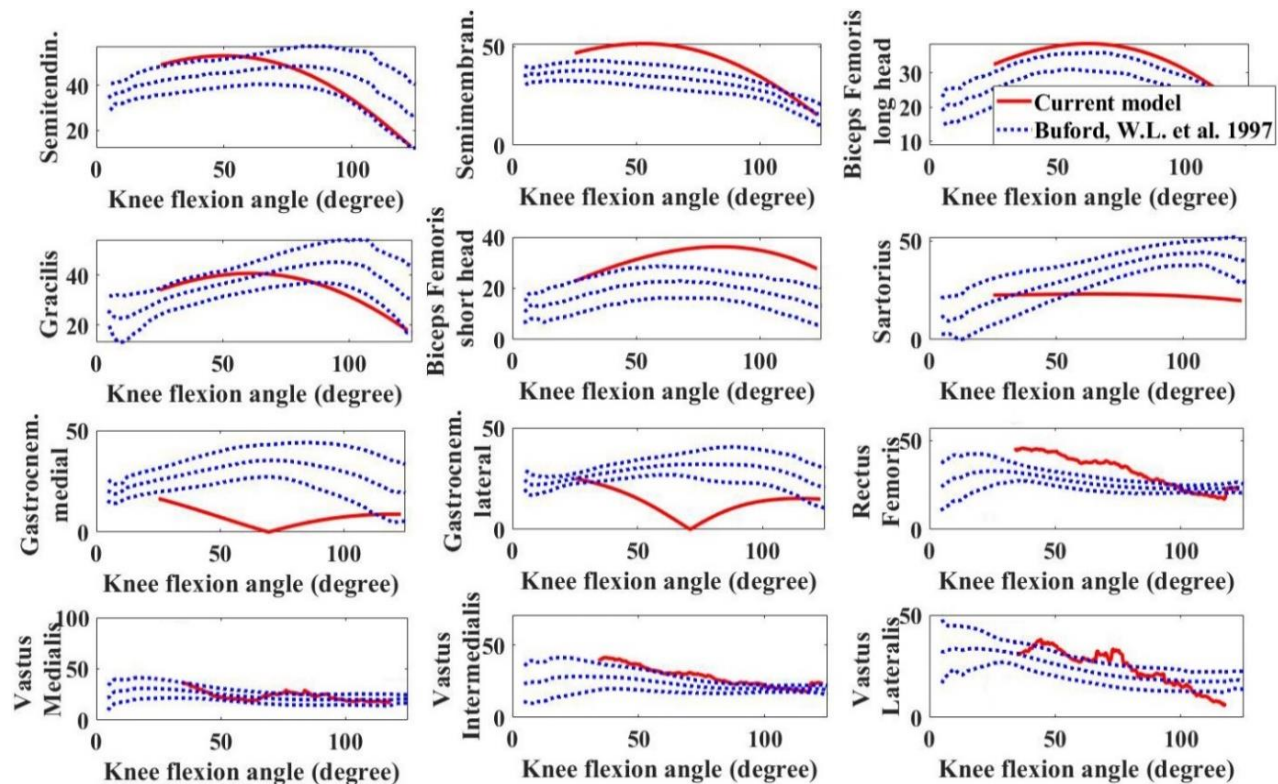 Semitendin.
40
20
0
50
100
Knee flexion angle (degree)
Semimembran.
50
0
0
50
100
Knee flexion angle (degree)
Biceps Femoris
long head
30
20
10
0
50
100
Knee flexion angle (degree)
Current model
Buford, W.L. et al. 1997
Gracilis
40
20
0
50
100
Knee flexion angle (degree)
Biceps Femoris
short head
40
20
0
0
50
100
Knee flexion angle (degree)
Sartorius
50
0
0
50
100
Knee flexion angle (degree)
Gastrocnem.
medial
50
0
0
50
100
Knee flexion angle (degree)
Gastrocnem.
lateral
50
0
0
50
100
Knee flexion angle (degree)
Rectus
Femoris
50
0
0
50
100
Knee flexion angle (degree)
Vastus
Medialis
100
50
0
0
50
100
Knee flexion angle (degree)
Vastus
Intermedialis
50
0
0
50
100
Knee flexion angle (degree)
Vastus
Lateralis
50
0
0
50
100
Knee flexion angle (degree)